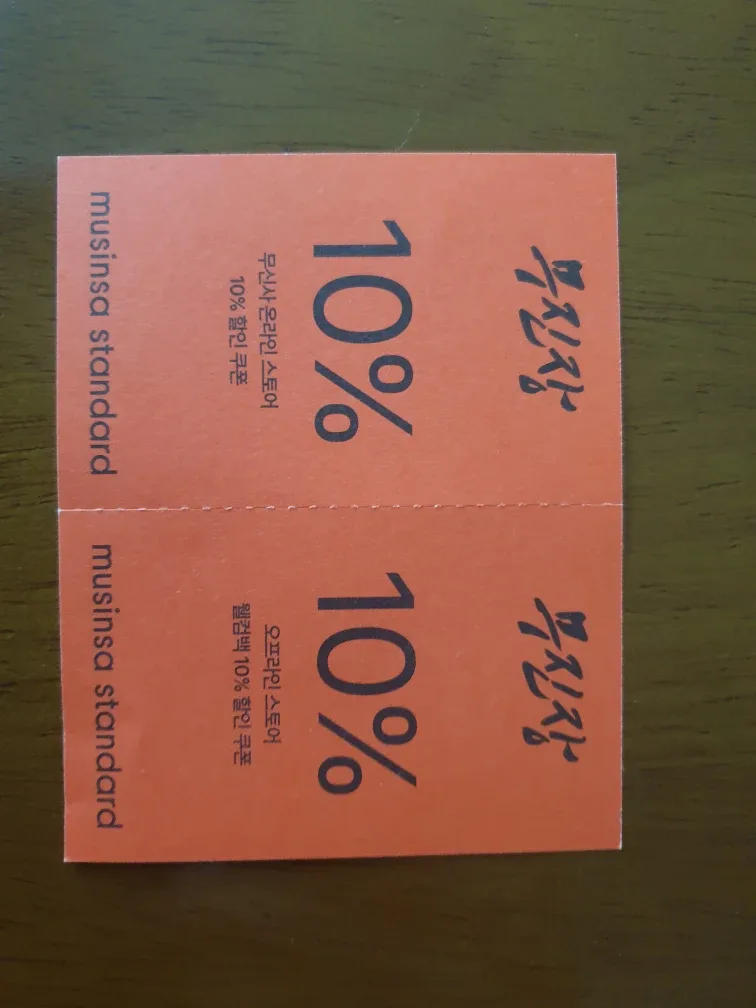 무진장
10%
무신사 온라인 스토어
10% 할인 쿠폰
musinsa standard
무진장
10%
오프라인 스토어
웰컴백 10% 할인 쿠폰
musinsa standard